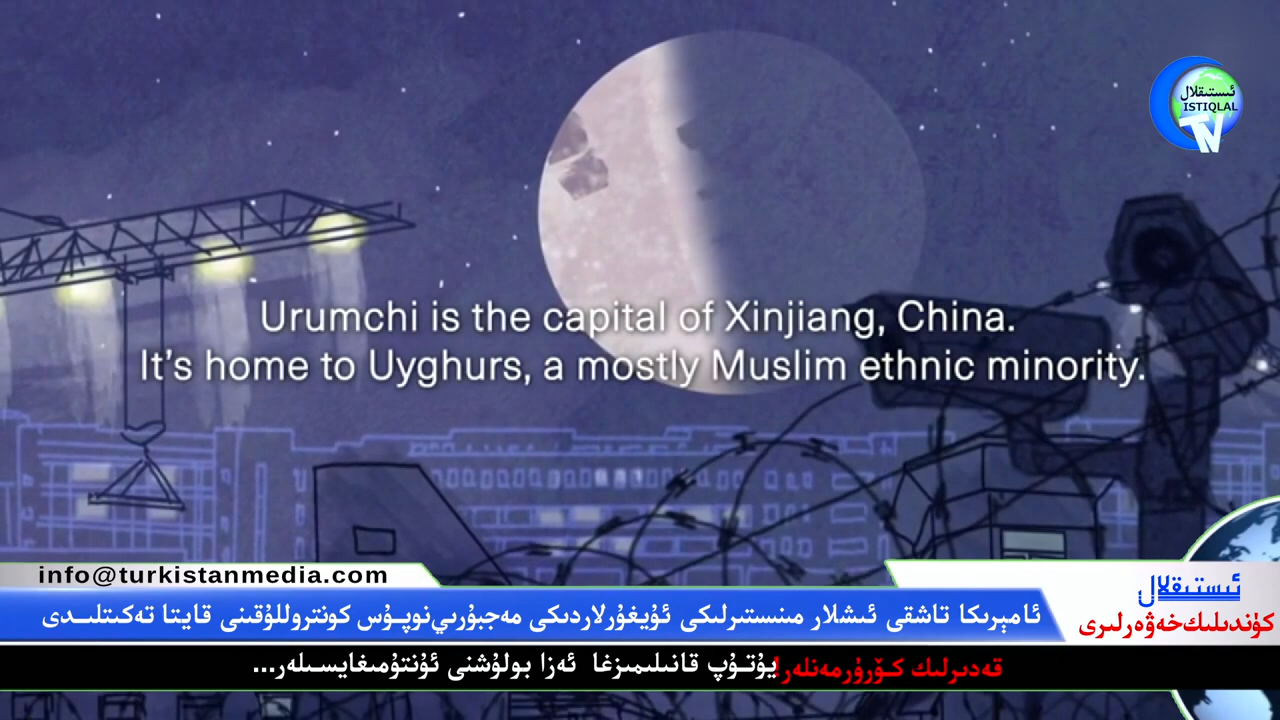 ئىستىقلال
ISTIQLAL
TV
Urumchi is the capital of Xinjiang, China.
It's home to Uyghurs, a mostly Muslim ethnic minority.
info@turkistanmedia.com
ئىستىقلال
كۈندىلىك خەۋەرلىرى
ئامېرىكا تاشقى ئىشلار مىنىستىرلىكى ئۇيغۇرلاردىكى مەجبۇرىي نوپۇس كونتروللۇقىنى قايتا تەكىتلىدى
قەدىرلىك كۆرۈرمەنلەر! يۇتۇپ قانىلىمىزغا ئەزا بولۇشنى ئۇنتۇمىغايسىلەر...